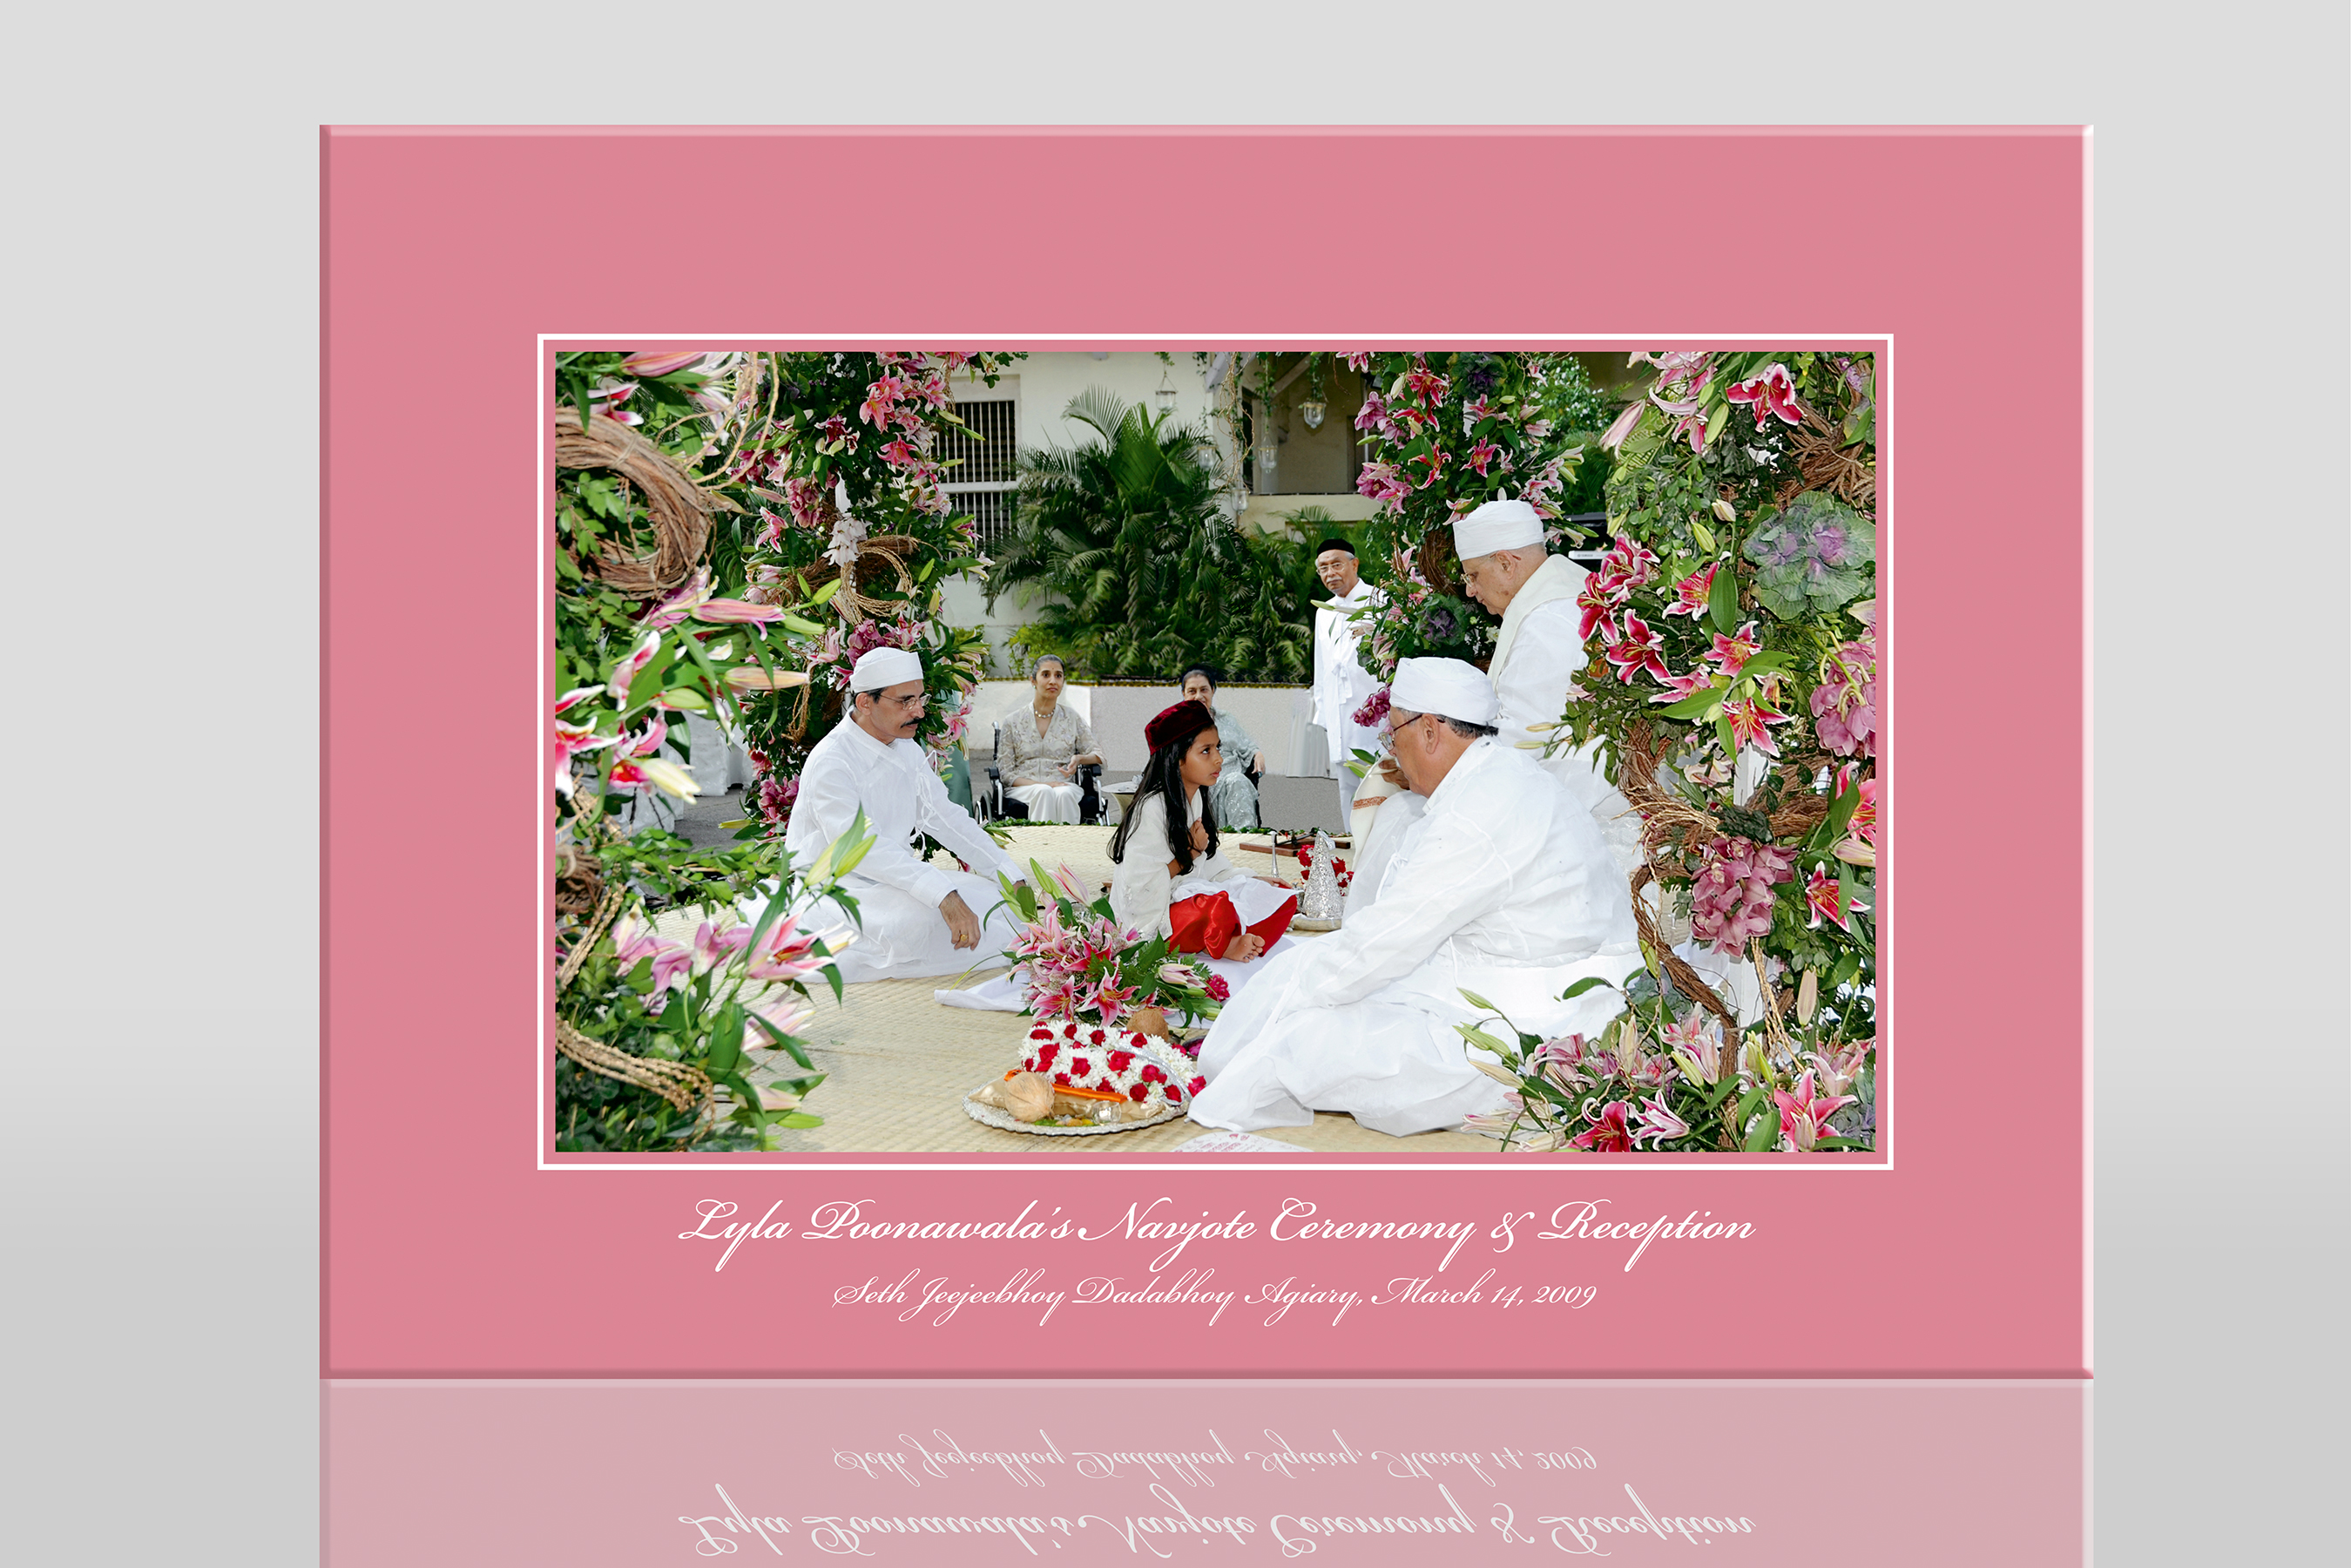 Lyla Poonawala's Navjote Ceremony & Reception
Seth Jeejeebhoy Dadabhoy Agiary, March 14, 2009